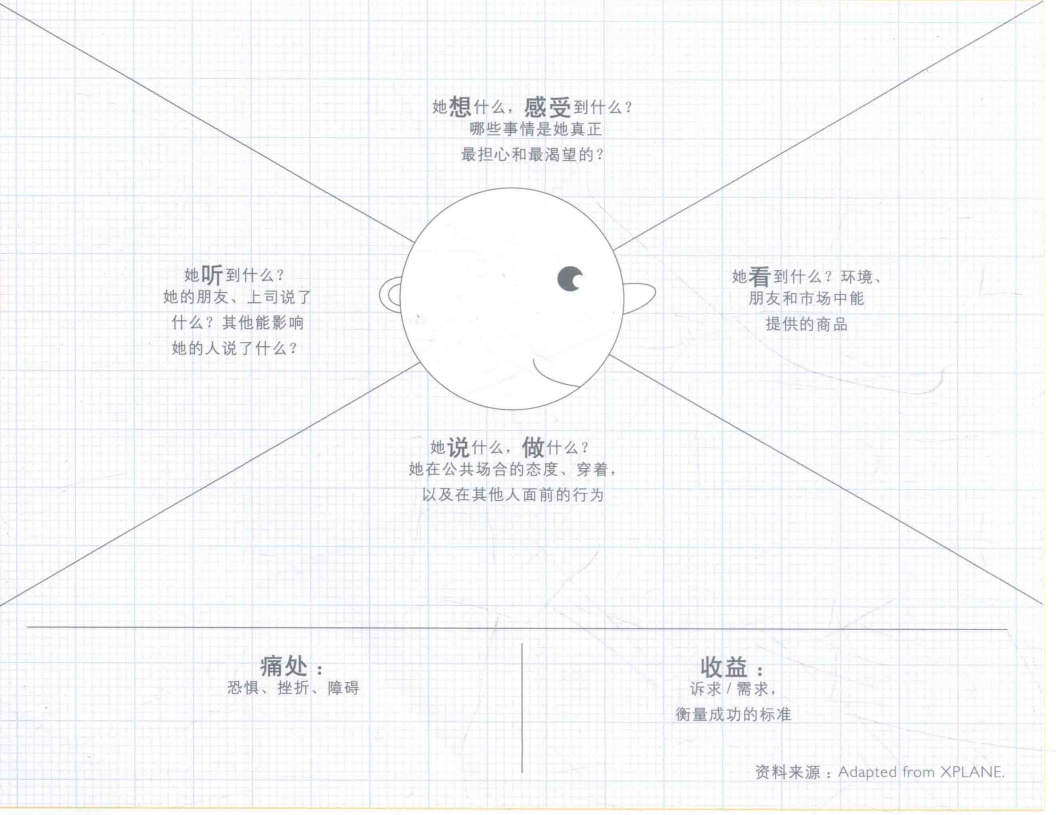 她想什么，感受到什么？
哪些事情是她真正
最担心和最渴望的？
她听到什么？
她的朋友、上司说了
什么？其他能影响
她的人说了什么？
她看到什么？环境、
朋友和市场中能
提供的商品
她说什么，做什么？
她在公共场合的态度、穿着，
以及在其他人面前的行为
痛处：
恐惧、挫折、障碍
收益：
诉求 / 需求，
衡量成功的标准
资料来源：Adapted from XPLANE.